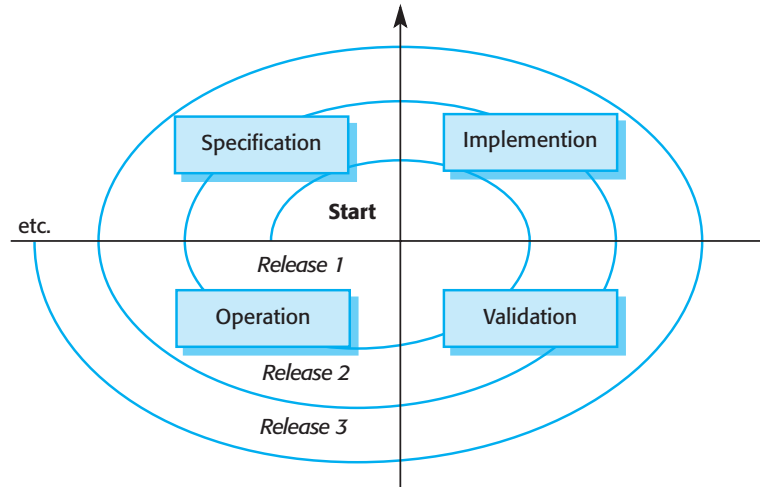 Specification
Implemention
Start
etc.
Release 1
Operation
Validation
Release 2
Release 3